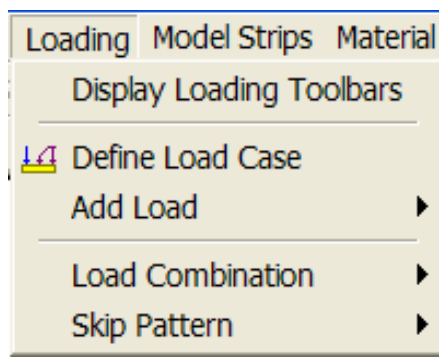 Loading Model Strips Material
Display Loading Toolbars
Define Load Case
Add Load
Load Combination
Skip Pattern